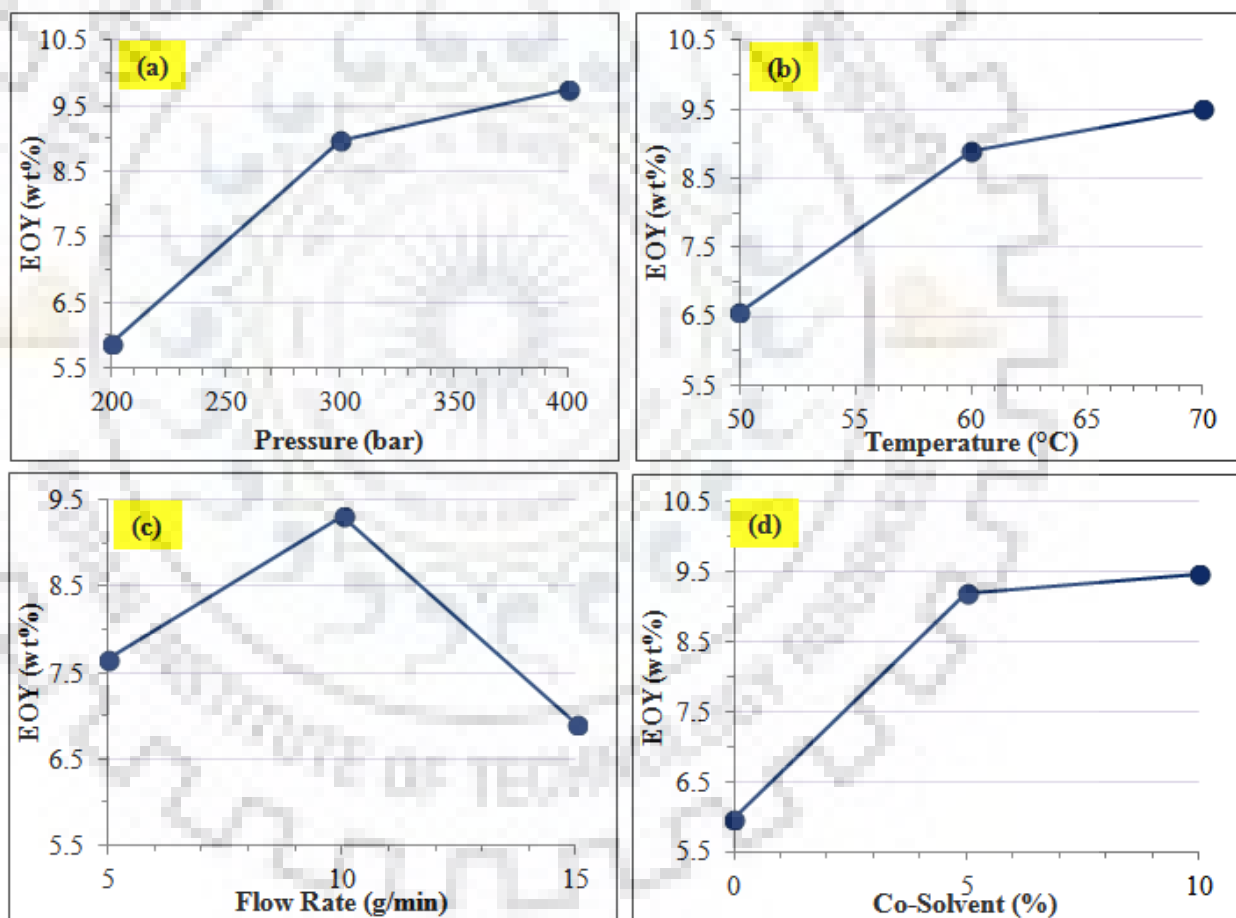 (a)
10.5
9.5
8.5
7.5
6.5
5.5
EOY (wt%)
200 250 300 350 400
Pressure (bar)
(b)
10.5
9.5
8.5
7.5
6.5
5.5
EOY (wt%)
50 55 60 65 70
Temperature (°C)
(c)
9.5
8.5
7.5
6.5
5.5
EOY (wt%)
5 10 15
Flow Rate (g/min)
(d)
10.5
9.5
8.5
7.5
6.5
5.5
EOY (wt%)
0 5 10
Co-Solvent (%)